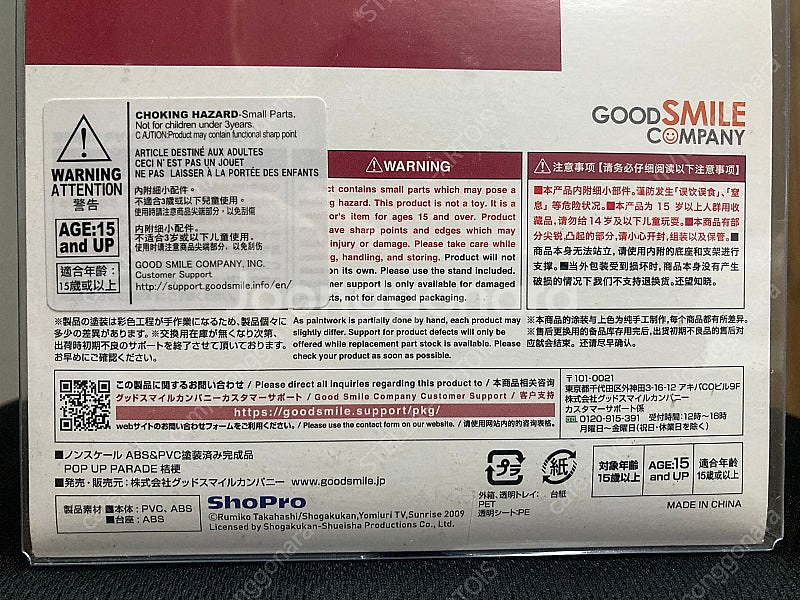 GOOD SMILE
COMPANY
WARNING
ATTENTION
警告
AGE:15
and UP
適合年齡:
15歲或以上
CHOKING HAZARD-Small Parts.
Not for children under 3years.
CAUTION:Product may contain functional sharp point
ARTICLE DESTINÉ AUX ADULTES
CECI N'EST PAS UN JOUET
NE PAS LAISSER À LA PORTÉE DES ENFANTS
內附細小配件。
不適合3歲或以下兒童使用。
使用時請注意商品尖端部分，以免刮傷
内附细小配件。
不适合3岁或以下儿童使用。
使用时请注意商品尖端部分，以免刮伤
GOOD SMILE COMPANY, INC.
Customer Support
http://support.goodsmile.info/en/
WARNING
ct contains small parts which may pose a
g hazard. This product is not a toy. It is a
or's item for ages 15 and over. Product
ave sharp points and edges which may
injury or damage. Please take care while
ng, handling, and storing. Product will not
on its own. Please use the stand included.
er support is only available for damaged
ts, not for damaged packaging.
注意事项【请务必仔细阅读以下注意事项】
■本产品内附细小部件。谨防发生「误饮误食」、「窒
息」等危险状况。■本产品为 15 岁以上人群用收
藏品，请勿给14岁及以下儿童玩耍。■本商品有部
分尖锐，凸起的部分，请小心开封，组装以及保管。■
商品本身无法站立，请使用内附的底座和支架进行
支撑。■当外包装受到损坏时，商品本身没有产生
破损的情况下我们不支持退换货。还望知晓。
※製品の塗装は彩色工程が手作業になるため、製品個々に
多少の差異があります。※交換用在庫が無くなり次第、
出荷時初期不良のサポートを終了させて頂いております。
お早めにご確認ください。
As paintwork is partially done by hand, each product may
slightly differ. Support for product defects will only be
offered while replacement part stock is available. Please
check your product as soon as possible.
※本商品的涂装与上色为纯手工制作，每个商品都有所差异。
※售后更换用的备品库存用完后，出货初期不良品的售后对
应就会结束。还请尽早确认。
この製品に関するお問い合わせ / Please direct all inquiries regarding this product to / 本商品相关咨询
グッドスマイルカンパニーカスタマーサポート / Good Smile Company Customer Support / 客户支持
https://goodsmile.support/pkg/
webサイトのお問い合わせフォームをご利用ください。/ Please use the contact form on our website. / 请使用网站内的咨询表格。
〒101-0021
東京都千代田区外神田3-16-12 アキバCOビル9F
株式会社グッドスマイルカンパニー
カスタマーサポート係
0120-915-391 受付時間:12時～18時
月曜日～金曜日(祝日・休業日を除く)
■ノンスケール ABS&PVC塗装済み完成品
POP UP PARADE 桔梗
■発売・販売元：株式会社グッドスマイルカンパニー www.goodsmile.jp
製品素材
■本体：PVC、ABS
■台座：ABS
ShoPro
©Rumiko Takahashi/Shogakukan,Yomiuri TV,Sunrise 2009
Licensed by Shogakukan-Shueisha Productions Co., Ltd.
プラ
外箱、透明トレイ:
PET
透明シート:PE
紙
台紙
対象年齢
15歳以上
AGE:15
and UP
適合年齡
15歲或以上
MADE IN CHINA